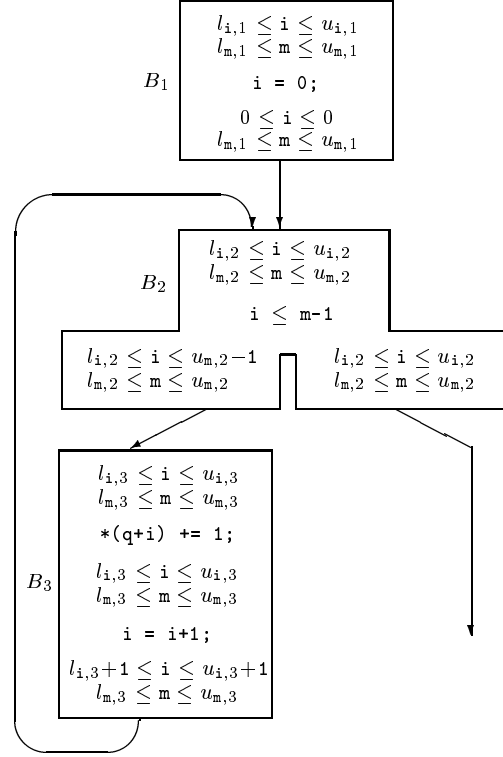 l_{i,1} ≤ i ≤ u_{i,1}
l_{m,1} ≤ m ≤ u_{m,1}
B_1
i = 0;
0 ≤ i ≤ 0
l_{m,1} ≤ m ≤ u_{m,1}
l_{i,2} ≤ i ≤ u_{i,2}
l_{m,2} ≤ m ≤ u_{m,2}
B_2
i ≤ m-1
l_{i,2} ≤ i ≤ u_{m,2}−1
l_{m,2} ≤ m ≤ u_{m,2}
l_{i,2} ≤ i ≤ u_{i,2}
l_{m,2} ≤ m ≤ u_{m,2}
l_{i,3} ≤ i ≤ u_{i,3}
l_{m,3} ≤ m ≤ u_{m,3}
*(q+i) += 1;
B_3
l_{i,3} ≤ i ≤ u_{i,3}
l_{m,3} ≤ m ≤ u_{m,3}
i = i+1;
l_{i,3}+1 ≤ i ≤ u_{i,3}+1
l_{m,3} ≤ m ≤ u_{m,3}